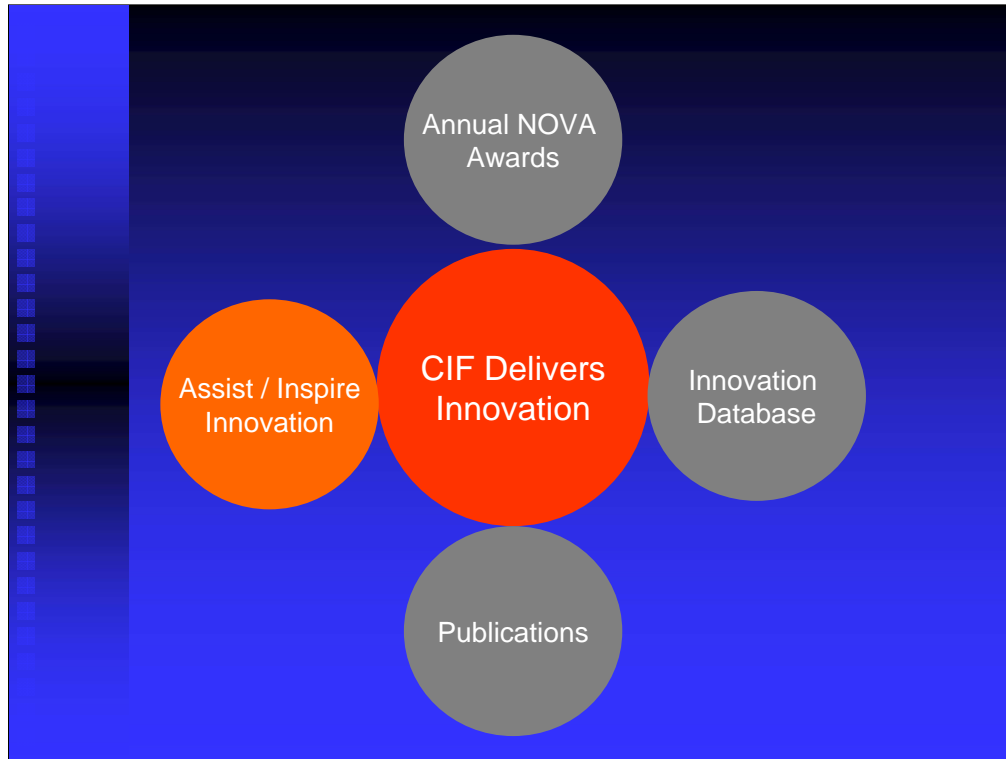 Annual NOVA
Awards
Assist / Inspire
Innovation
CIF Delivers
Innovation
Innovation
Database
Publications